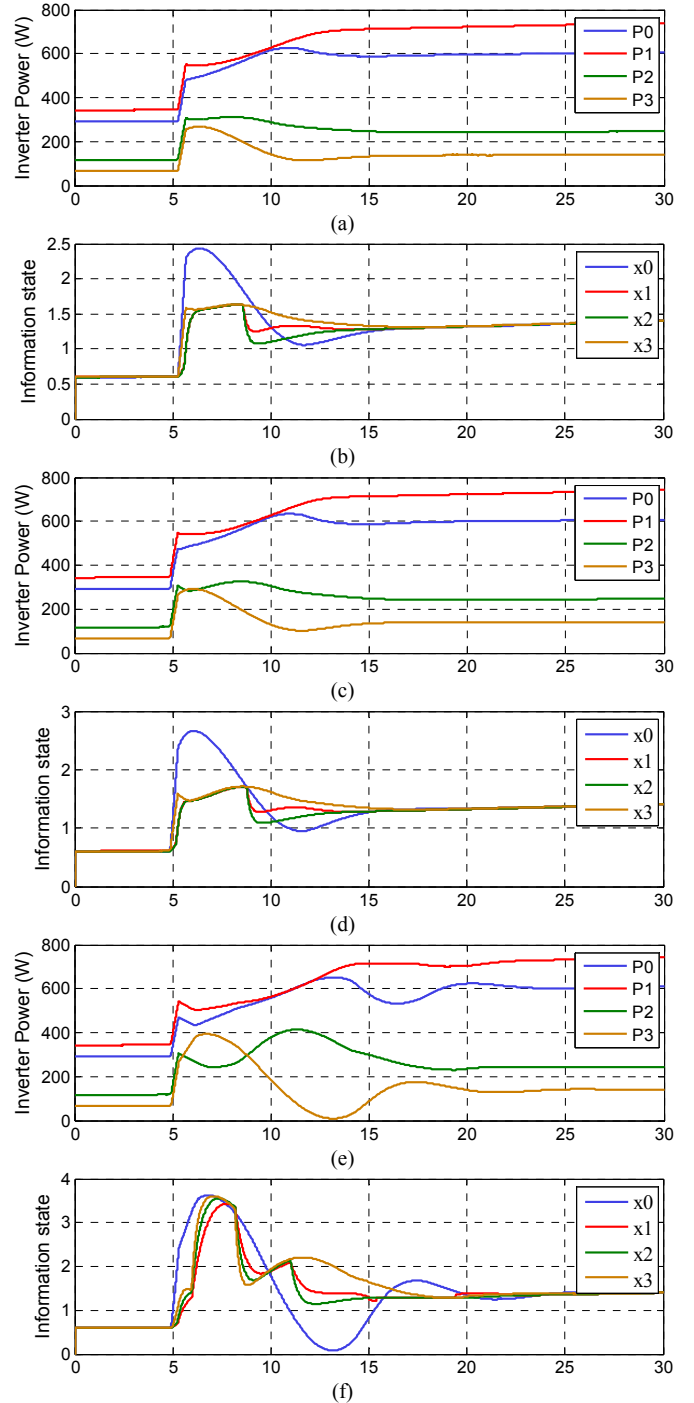 800
600
400
200
0
Inverter Power (W)
P0
P1
P2
P3
0 5 10 15 20 25 30
(a)
2.5
2
1.5
1
0.5
0
Information state
x0
x1
x2
x3
0 5 10 15 20 25 30
(b)
800
600
400
200
0
Inverter Power (W)
P0
P1
P2
P3
0 5 10 15 20 25 30
(c)
3
2
1
0
Information state
x0
x1
x2
x3
0 5 10 15 20 25 30
(d)
800
600
400
200
0
Inverter Power (W)
P0
P1
P2
P3
0 5 10 15 20 25 30
(e)
4
3
2
1
0
Information state
x0
x1
x2
x3
0 5 10 15 20 25 30
(f)